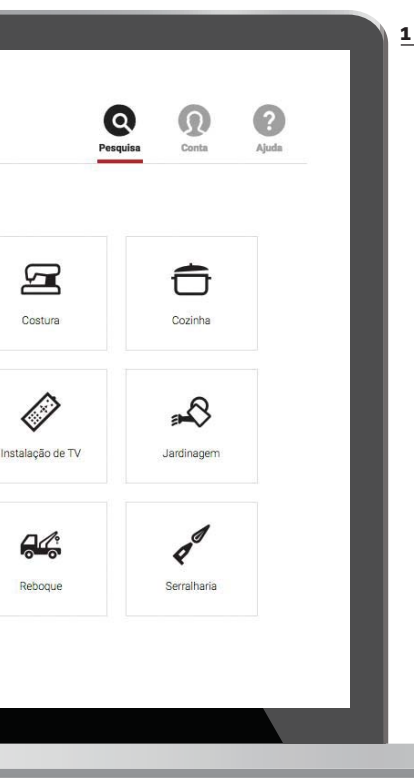 1
Pesquisa Conta Ajuda
Costura Cozinha
Instalação de TV Jardinagem
Reboque Serralharia